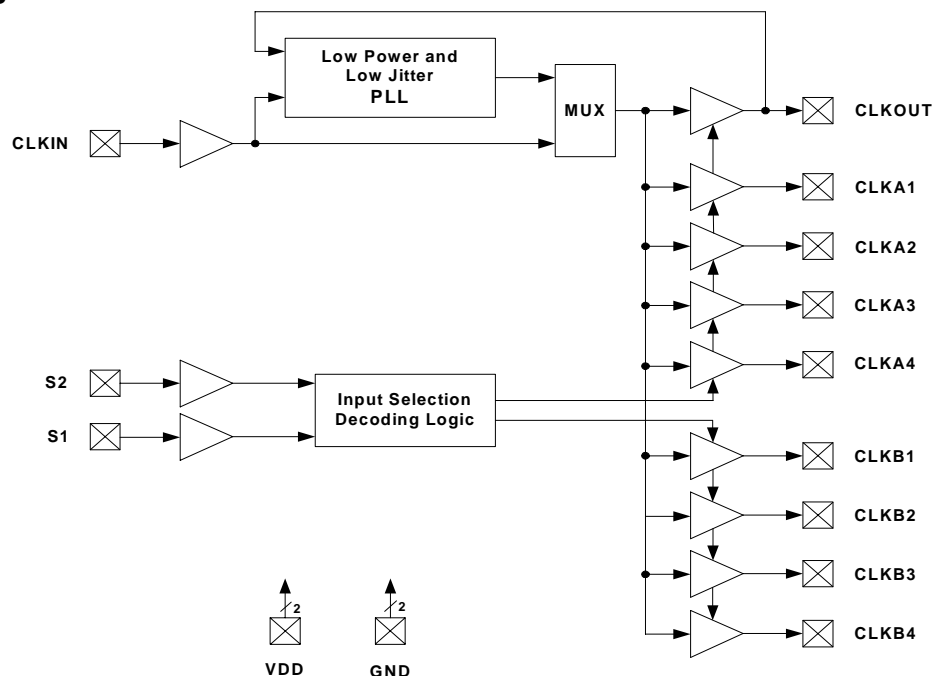 Low Power and
Low Jitter
PLL
MUX
CLKIN
CLKOUT
CLKA1
CLKA2
CLKA3
CLKA4
S2
S1
Input Selection
Decoding Logic
CLKB1
CLKB2
CLKB3
CLKB4
2
2
VDD
GND